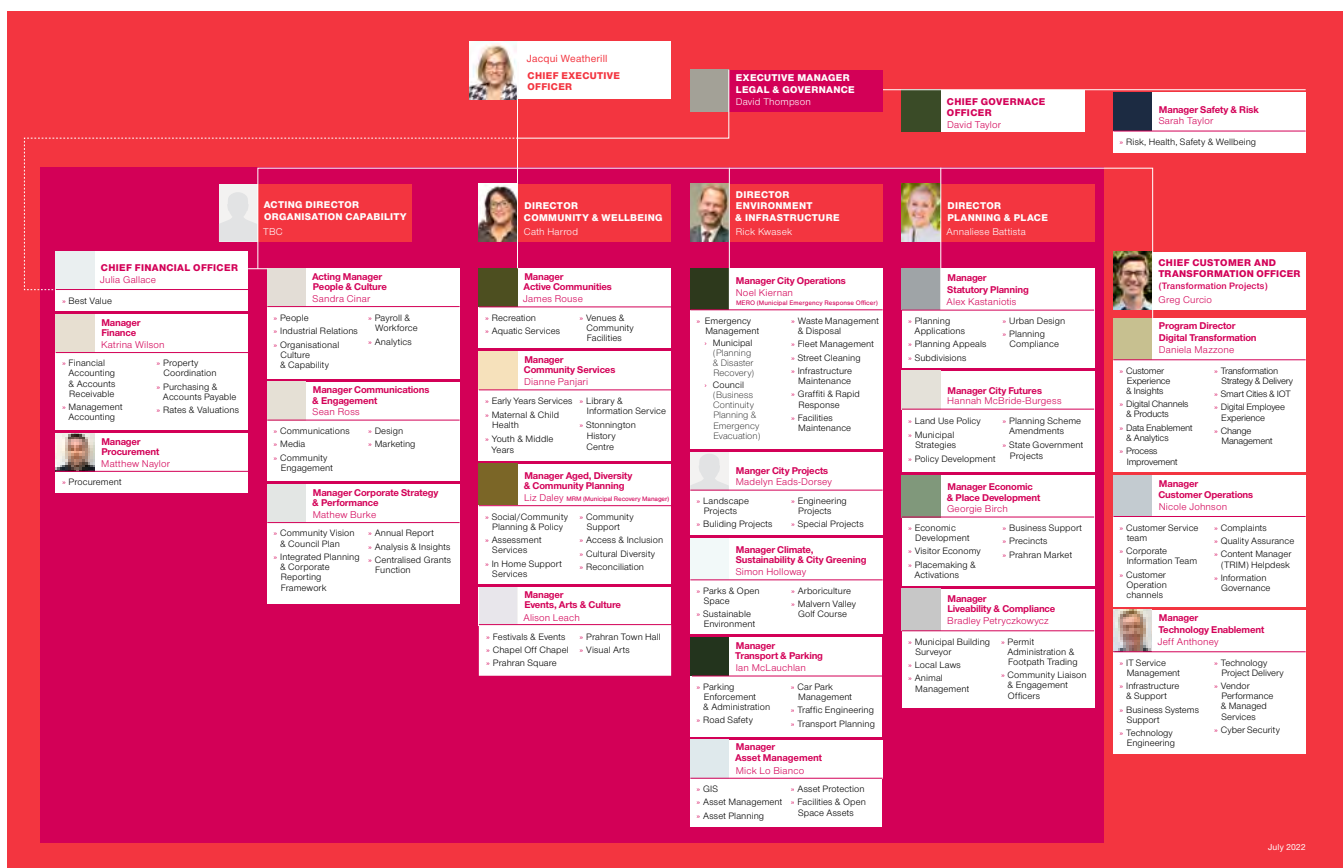 Jacqui Weatherill
CHIEF EXECUTIVE
OFFICER
EXECUTIVE MANAGER
LEGAL & GOVERNANCE
David Thompson
CHIEF GOVERNACE
OFFICER
David Taylor
Manager Safety & Risk
Sarah Taylor
» Risk, Health, Safety & Wellbeing
ACTING DIRECTOR
ORGANISATION CAPABILITY
TBC
CHIEF FINANCIAL OFFICER
Julia Gallace
» Best Value
Manager
Finance
Katrina Wilson
» Financial
Accounting
& Accounts
Receivable
» Management
Accounting
» Property
Coordination
» Purchasing &
Accounts Payable
» Rates & Valuations
Manager
Procurement
Matthew Naylor
» Procurement
Acting Manager
People & Culture
Sandra Cinar
» People
» Industrial Relations
» Organisational
Culture
& Capability
» Payroll &
Workforce
» Analytics
Manager Communications
& Engagement
Sean Ross
» Communications
» Media
» Community
Engagement
» Design
» Marketing
Manager Corporate Strategy
& Performance
Mathew Burke
» Community Vision
& Council Plan
» Integrated Planning
& Corporate
Reporting
Framework
» Annual Report
» Analysis & Insights
» Centralised Grants
Function
DIRECTOR
COMMUNITY & WELLBEING
Cath Harrod
Manager
Active Communities
James Rouse
» Recreation
» Aquatic Services
» Venues &
Community
Facilities
Manager
Community Services
Dianne Panjari
» Early Years Services
» Maternal & Child
Health
» Youth & Middle
Years
» Library &
Information Service
» Stonnington
History
Centre
Manager Aged, Diversity
& Community Planning
Liz Daley MRM (Municipal Recovery Manager)
» Social/Community
Planning & Policy
» Assessment
Services
» In Home Support
Services
» Community
Support
» Access & Inclusion
» Cultural Diversity
» Reconciliation
Manager
Events, Arts & Culture
Alison Leach
» Festivals & Events
» Chapel Off Chapel
» Prahran Square
» Prahran Town Hall
» Visual Arts
DIRECTOR
ENVIRONMENT
& INFRASTRUCTURE
Rick Kwasek
Manager City Operations
Noel Kiernan
MERO (Municipal Emergency Response Officer)
» Emergency
Management
› Municipal
(Planning
& Disaster
Recovery)
› Council
(Business
Continuity
Planning &
Emergency
Evacuation)
» Waste Management
& Disposal
» Fleet Management
» Street Cleaning
» Infrastructure
Maintenance
» Graffiti & Rapid
Response
» Facilities
Maintenance
Manger City Projects
Madelyn Eads-Dorsey
» Landscape
Projects
» Buliding Projects
» Engineering
Projects
» Special Projects
Manager Climate,
Sustainability & City Greening
Simon Holloway
» Parks & Open
Space
» Sustainable
Environment
» Arboriculture
» Malvern Valley
Golf Course
Manager
Transport & Parking
Ian McLauchlan
» Parking
Enforcement
& Administration
» Road Safety
» Car Park
Management
» Traffic Engineering
» Transport Planning
Manager
Asset Management
Mick Lo Bianco
» GIS
» Asset Management
» Asset Planning
» Asset Protection
» Facilities & Open
Space Assets
DIRECTOR
PLANNING & PLACE
Annaliese Battista
Manager
Statutory Planning
Alex Kastaniotis
» Planning
Applications
» Planning Appeals
» Subdivisions
» Urban Design
» Planning
Compliance
Manager City Futures
Hannah McBride-Burgess
» Land Use Policy
» Municipal
Strategies
» Policy Development
» Planning Scheme
Amendments
» State Government
Projects
Manager Economic
& Place Development
Georgie Birch
» Economic
Development
» Visitor Economy
» Placemaking &
Activations
» Business Support
» Precincts
» Prahran Market
Manager
Liveability & Compliance
Bradley Petryczkowycz
» Municipal Building
Surveyor
» Local Laws
» Animal
Management
» Permit
Administration &
Footpath Trading
» Community Liaison
& Engagement
Officers
CHIEF CUSTOMER AND
TRANSFORMATION OFFICER
(Transformation Projects)
Greg Curcio
Program Director
Digital Transformation
Daniela Mazzone
» Customer
Experience
& Insights
» Digital Channels
& Products
» Data Enablement
& Analytics
» Process
Improvement
» Transformation
Strategy & Delivery
» Smart Cities & IOT
» Digital Employee
Experience
» Change
Management
Manager
Customer Operations
Nicole Johnson
» Customer Service
team
» Corporate
Information Team
» Customer
Operation
channels
» Complaints
» Quality Assurance
» Content Manager
(TRIM) Helpdesk
» Information
Governance
Manager
Technology Enablement
Jeff Anthoney
» IT Service
Management
» Infrastructure
& Support
» Business Systems
Support
» Technology
Engineering
» Technology
Project Delivery
» Vendor
Performance
& Managed
Services
» Cyber Security
July 2022